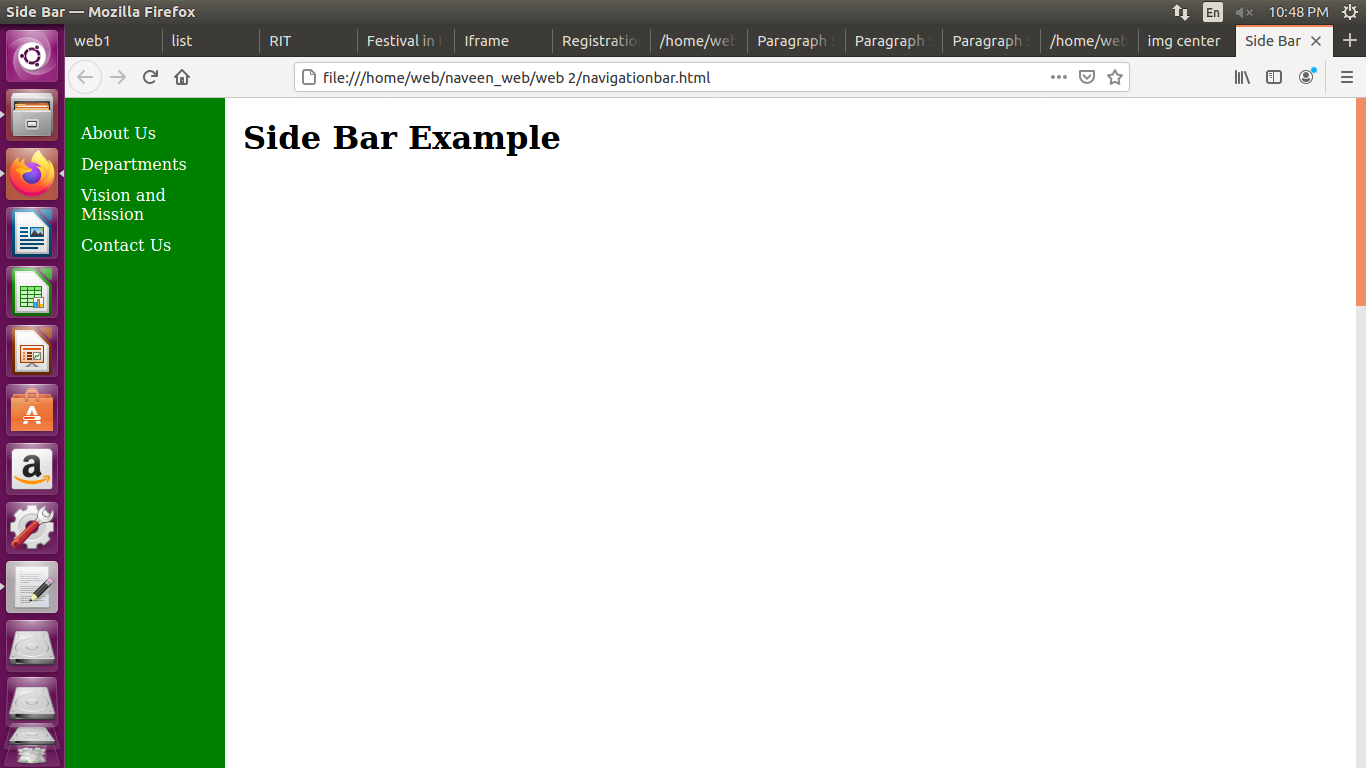 Side Bar — Mozilla Firefox
En
10:48 PM
web1
list
RIT
Festival in
Iframe
Registratio
/home/web
Paragraph
Paragraph
Paragraph
/home/web
img center
Side Bar
file:///home/web/naveen_web/web 2/navigationbar.html
About Us
Departments
Vision and
Mission
Contact Us
Side Bar Example
A
a